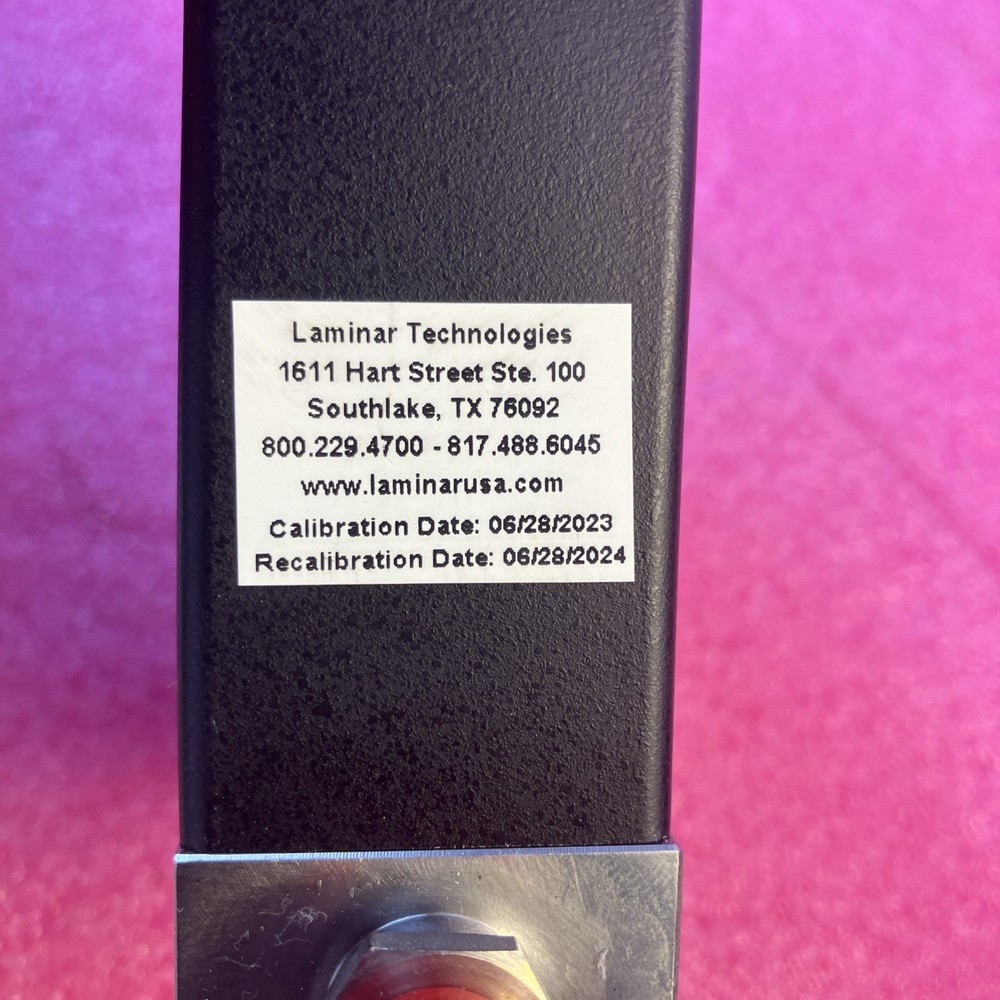 Laminar Technologies
1611 Hart Street Ste. 100
Southlake, TX 76092
800.229.4700 - 817.488.6045
www.laminarusa.com
Calibration Date: 06/28/2023
Recalibration Date: 06/28/2024